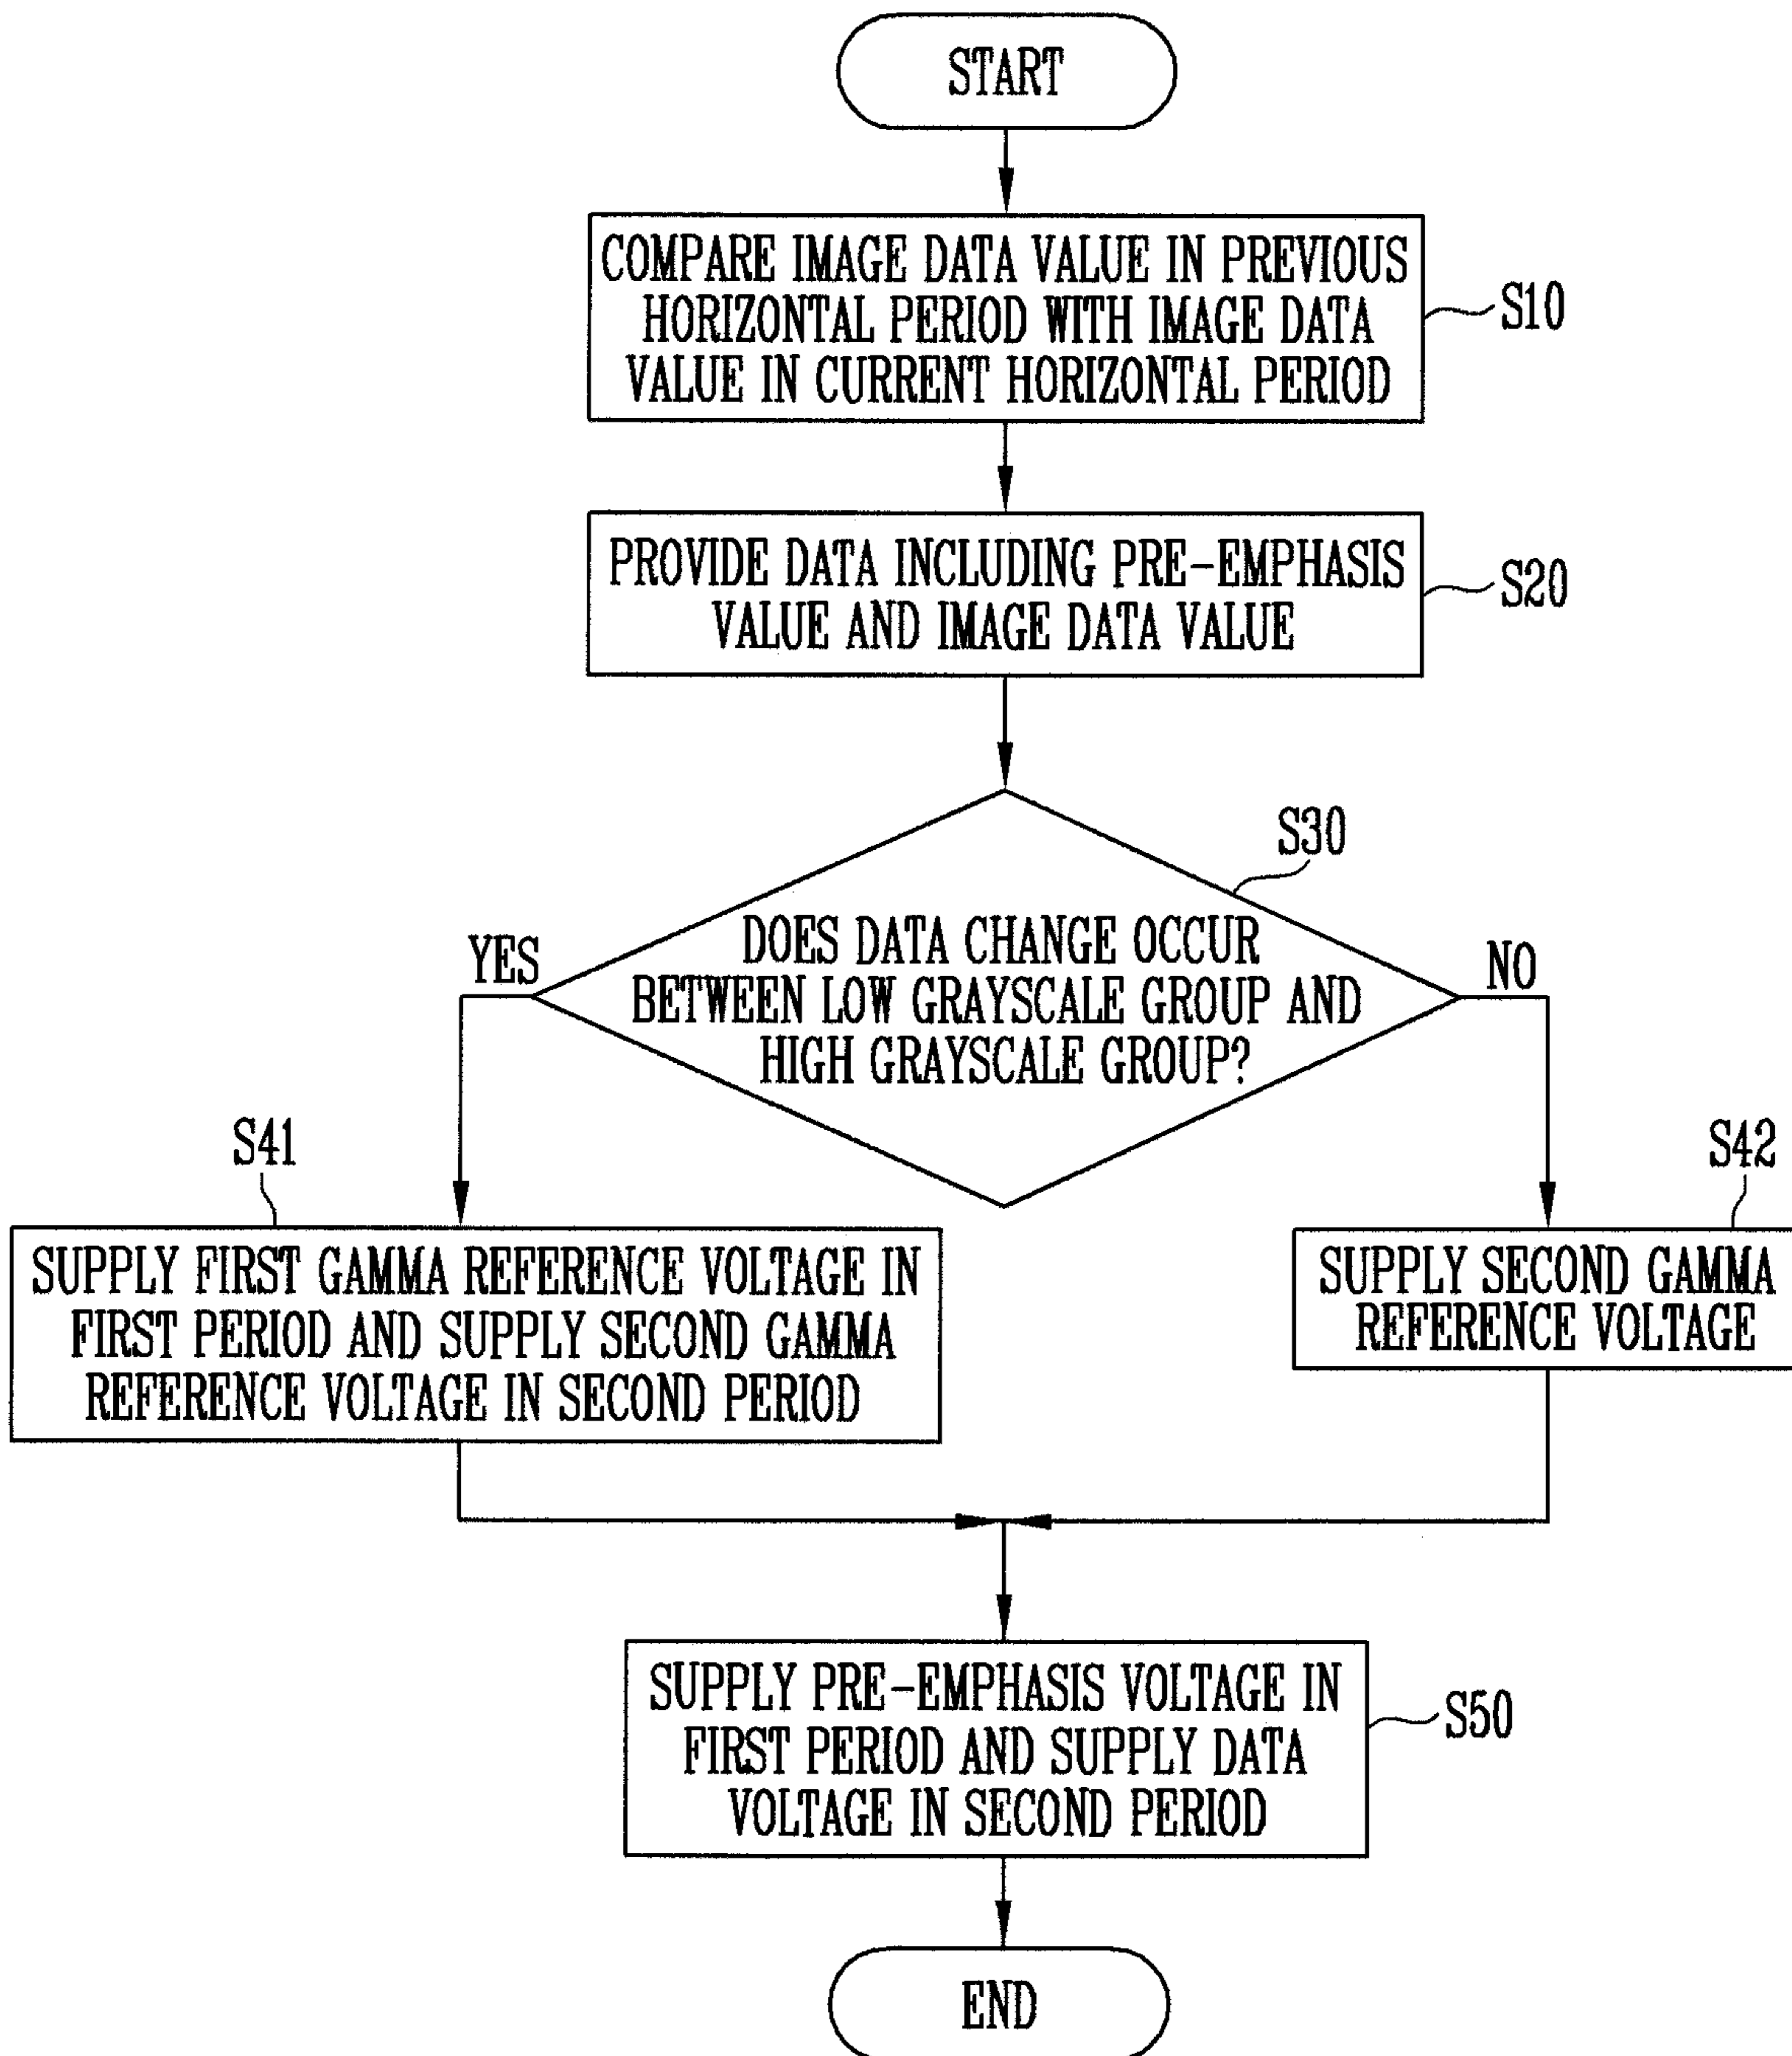 START
COMPARE IMAGE DATA VALUE IN PREVIOUS
HORIZONTAL PERIOD WITH IMAGE DATA
VALUE IN CURRENT HORIZONTAL PERIOD
S10
PROVIDE DATA INCLUDING PRE-EMPHASIS
VALUE AND IMAGE DATA VALUE
S20
S30
DOES DATA CHANGE OCCUR
BETWEEN LOW GRAYSCALE GROUP AND
HIGH GRAYSCALE GROUP?
YES
NO
S41
SUPPLY FIRST GAMMA REFERENCE VOLTAGE IN
FIRST PERIOD AND SUPPLY SECOND GAMMA
REFERENCE VOLTAGE IN SECOND PERIOD
S42
SUPPLY SECOND GAMMA
REFERENCE VOLTAGE
SUPPLY PRE-EMPHASIS VOLTAGE IN
FIRST PERIOD AND SUPPLY DATA
VOLTAGE IN SECOND PERIOD
S50
END